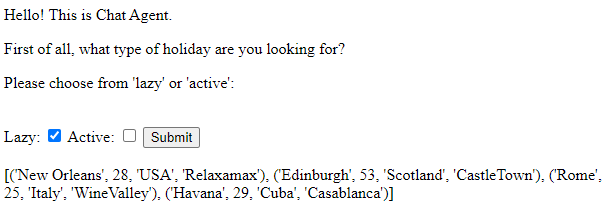 Hello! This is Chat Agent.
First of all, what type of holiday are you looking for?
Please choose from 'lazy' or 'active':
Lazy: Active: Submit
[('New Orleans', 28, 'USA', 'Relaxamax'), ('Edinburgh', 53, 'Scotland', 'CastleTown'), ('Rome',
25, 'Italy', 'WineValley'), ('Havana', 29, 'Cuba', 'Casablanca')]